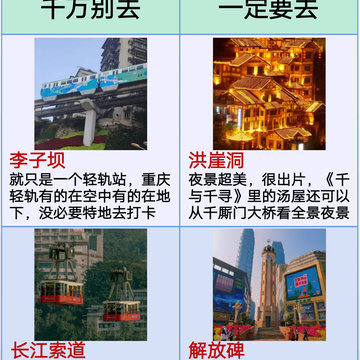 千万别去
一定要去
李子坝
就只是一个轻轨站，重庆
轻轨有的在空中有的在地
下，没必要特地去打卡
洪崖洞
夜景超美，很出片，《千
与千寻》里的汤屋还可以
从千厮门大桥看全景夜景
长江索道
解放碑